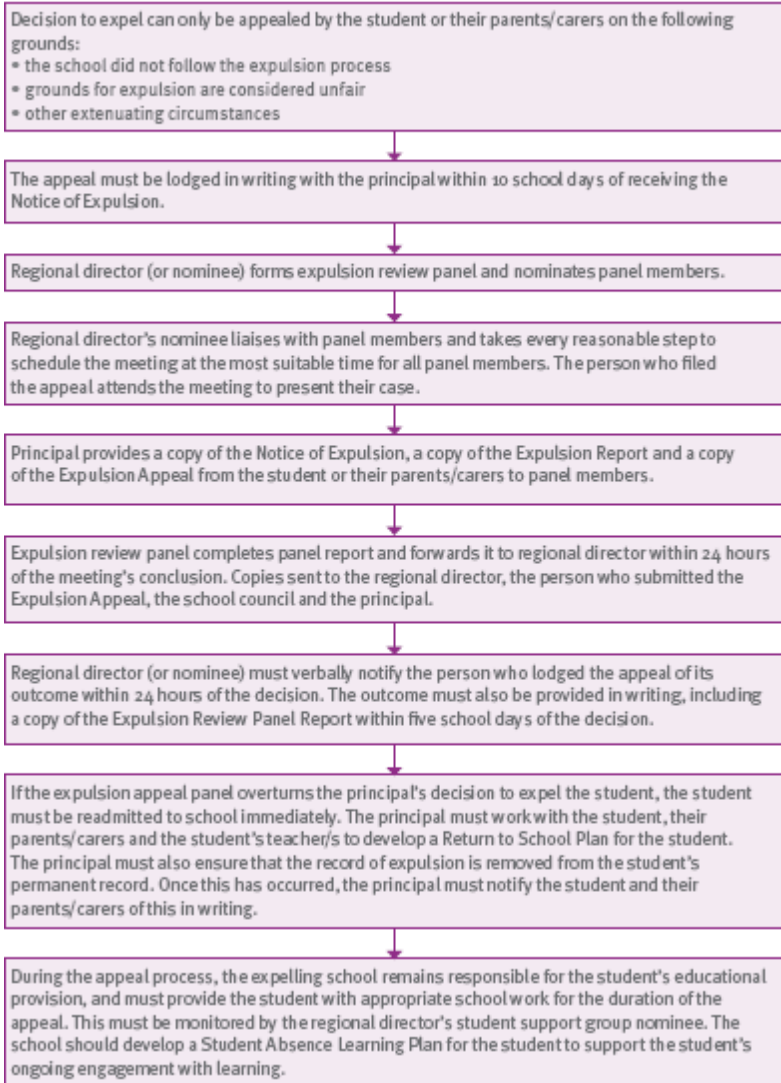 Decision to expel can only be appealed by the student or their parents/carers on the following
grounds:
• the school did not follow the expulsion process
• grounds for expulsion are considered unfair
• other extenuating circumstances
The appeal must be lodged in writing with the principal within 10 school days of receiving the
Notice of Expulsion.
Regional director (or nominee) forms expulsion review panel and nominates panel members.
Regional director's nominee liaises with panel members and takes every reasonable step to
schedule the meeting at the most suitable time for all panel members. The person who filed
the appeal attends the meeting to present their case.
Principal provides a copy of the Notice of Expulsion, a copy of the Expulsion Report and a copy
of the Expulsion Appeal from the student or their parents/carers to panel members.
Expulsion review panel completes panel report and forwards it to regional director within 24 hours
of the meeting's conclusion. Copies sent to the regional director, the person who submitted the
Expulsion Appeal, the school council and the principal.
Regional director (or nominee) must verbally notify the person who lodged the appeal of its
outcome within 24 hours of the decision. The outcome must also be provided in writing, including
a copy of the Expulsion Review Panel Report within five school days of the decision.
If the expulsion appeal panel overturns the principal's decision to expel the student, the student
must be readmitted to school immediately. The principal must work with the student, their
parents/carers and the student's teacher/s to develop a Return to School Plan for the student.
The principal must also ensure that the record of expulsion is removed from the student's
permanent record. Once this has occurred, the principal must notify the student and their
parents/carers of this in writing.
During the appeal process, the expelling school remains responsible for the student's educational
provision, and must provide the student with appropriate school work for the duration of the
appeal. This must be monitored by the regional director's student support group nominee. The
school should develop a Student Absence Learning Plan for the student to support the student's
ongoing engagement with learning.